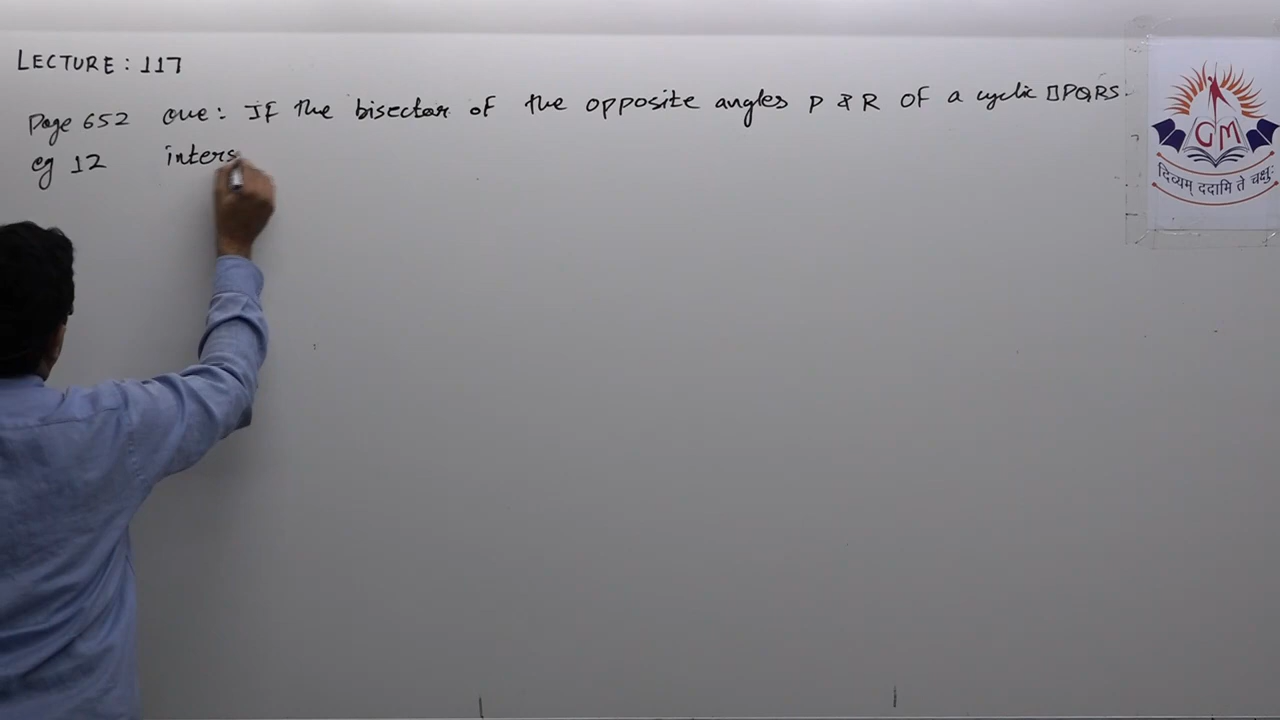 LECTURE : 117
Page 652 que : If the bisector of the opposite angles P & R of a cyclic □PQRS
eg 12 inters
GM
दिव्यम् ददामि ते चक्षुः